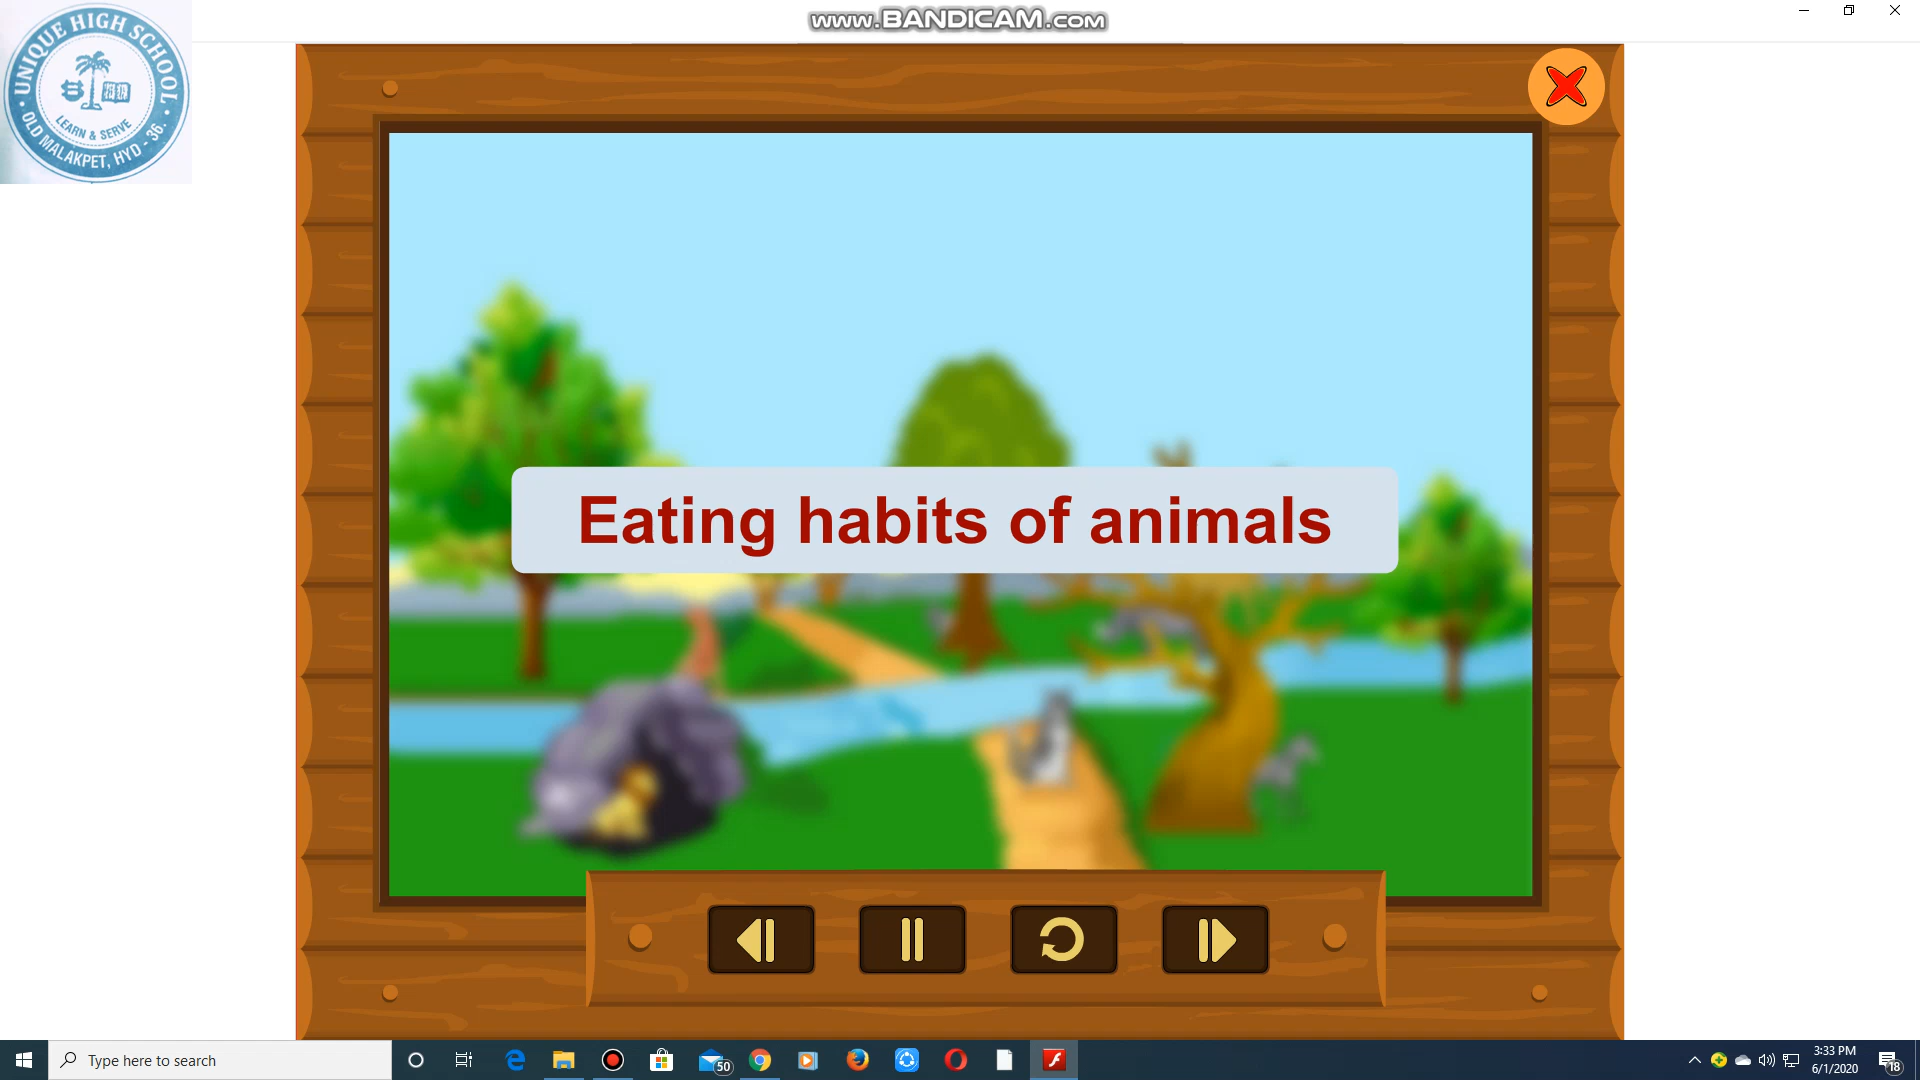 www.BANDICAM.com
UNIQUE HIGH SCHOOL
LEARN & SERVE
OLD MALAKPET, HYD - 36.
Eating habits of animals
Type here to search
50
3:33 PM
6/1/2020
18